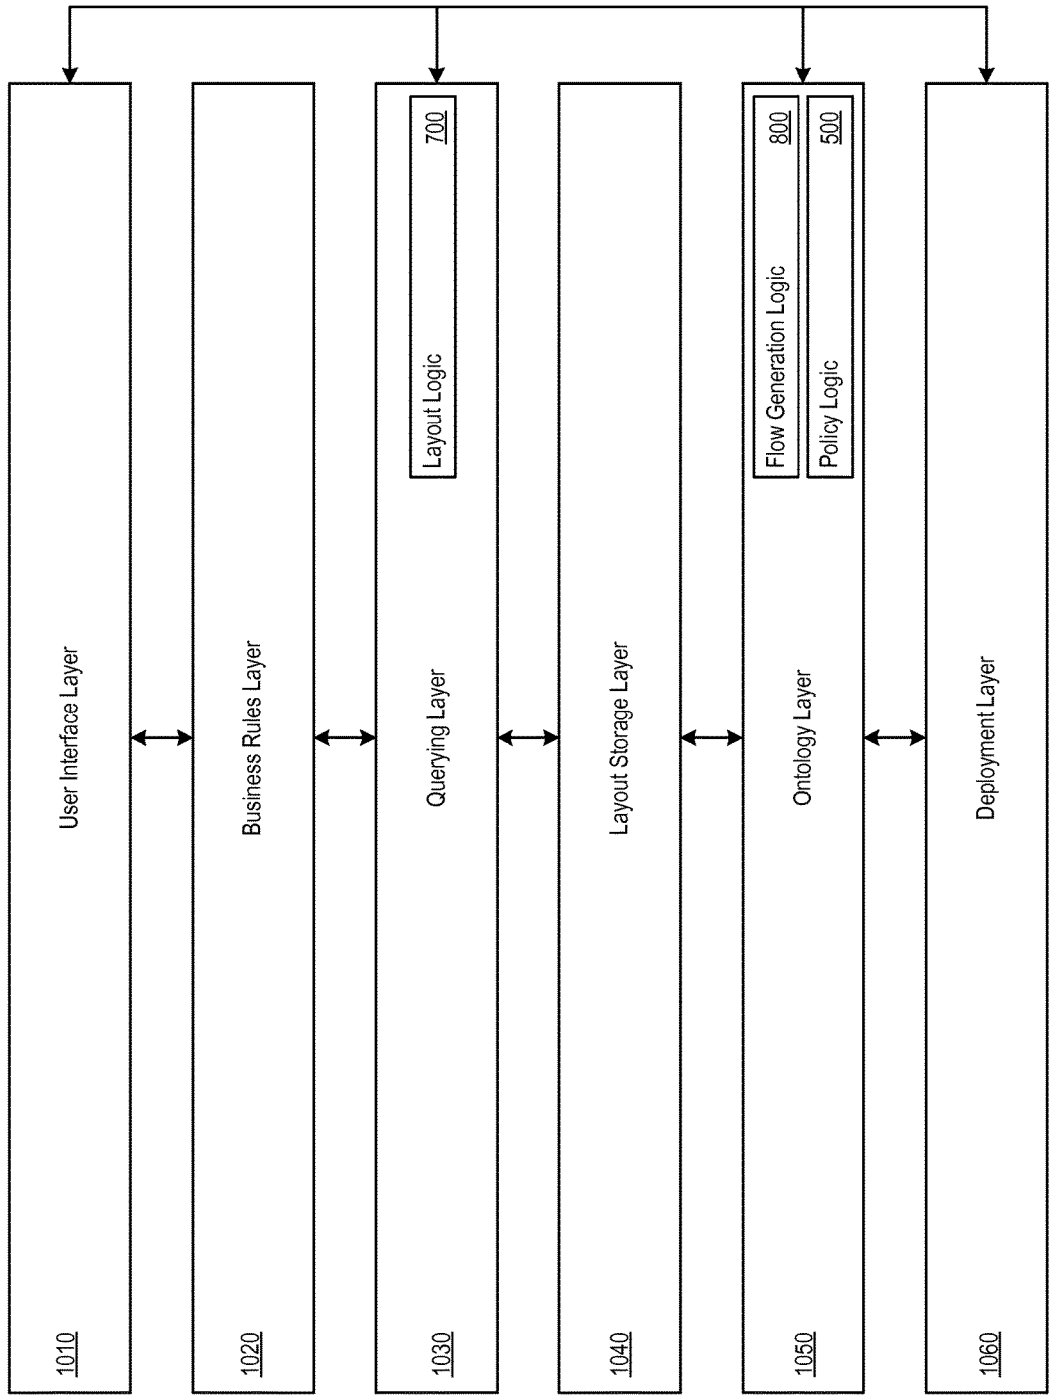 1010
User Interface Layer
1020
Business Rules Layer
1030
Querying Layer
Layout Logic
700
1040
Layout Storage Layer
1050
Ontology Layer
Flow Generation Logic
800
Policy Logic
500
1060
Deployment Layer